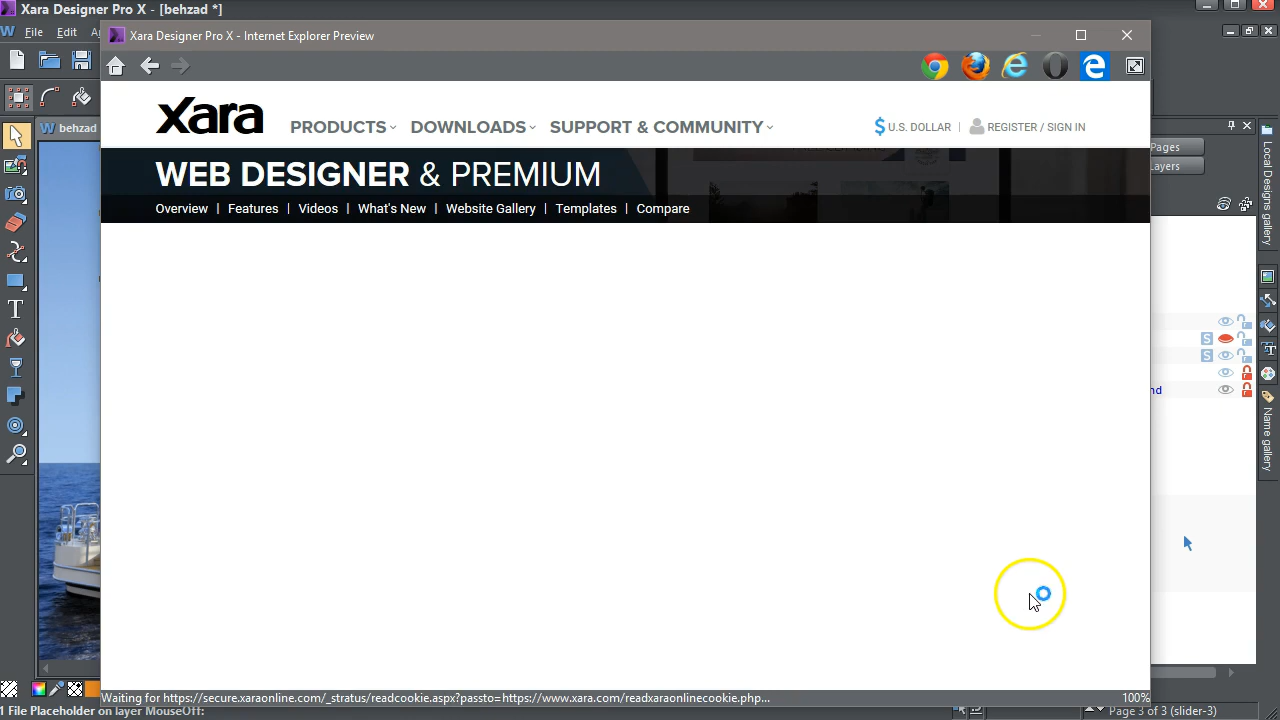 Xara Designer Pro X - [behzad *]
File Edit
Xara Designer Pro X - Internet Explorer Preview
behzad
xara PRODUCTS DOWNLOADS SUPPORT & COMMUNITY $ U.S. DOLLAR | REGISTER / SIGN IN
WEB DESIGNER & PREMIUM
Overview | Features | Videos | What's New | Website Gallery | Templates | Compare
Pages
Layers
Local Designs gallery
S
S
nd
Name gallery
Waiting for https://secure.xaraonline.com/_stratus/readcookie.aspx?passto=https://www.xara.com/readxaraonlinecookie.php... 100%
1 File Placeholder on layer MouseOff: Page 3 of 3 (slider-3)